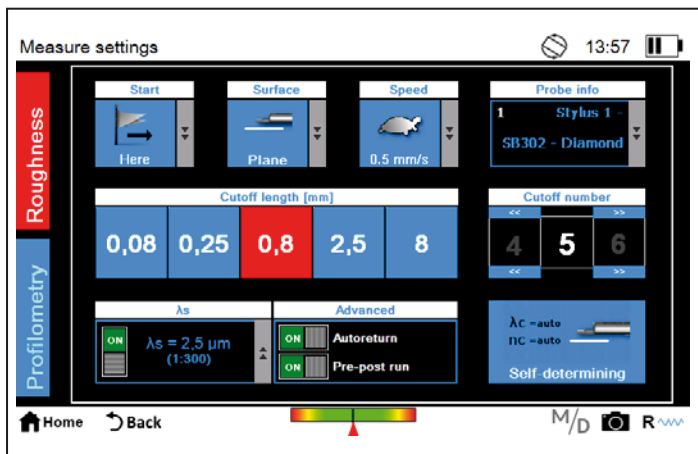 Measure settings
13:57
Roughness
Profilometry
Start
Here
Surface
Plane
Speed
0.5 mm/s
Probe info
1 Stylus 1 -
SB302 - Diamond
Cutoff length [mm]
0,08 0,25 0,8 2,5 8
Cutoff number
<< >>
4 5 6
<< >>
λs
ON
λs = 2,5 µm
(1:300)
Advanced
ON Autoreturn
ON Pre-post run
λc =auto
nc =auto
Self-determining
Home
Back
M/D
R